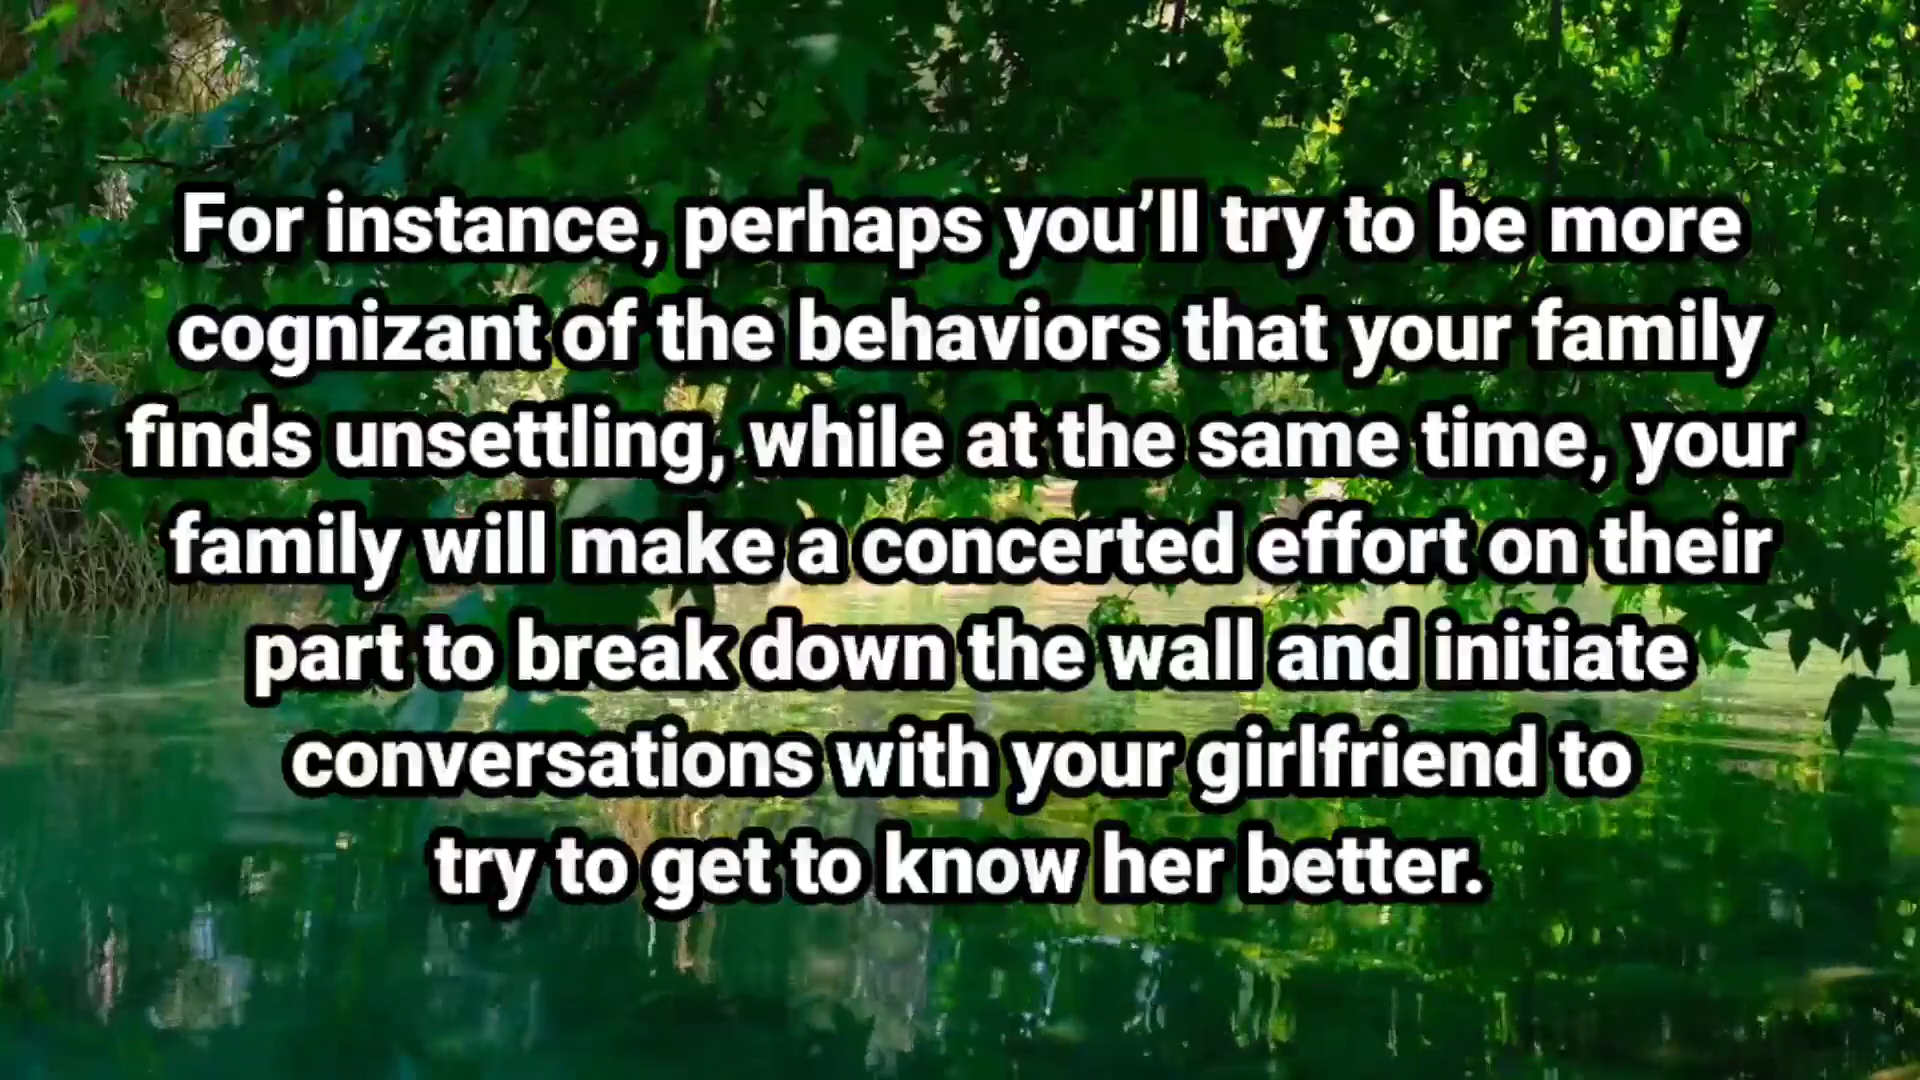 For instance, perhaps you’ll try to be more
cognizant of the behaviors that your family
finds unsettling, while at the same time, your
family will make a concerted effort on their
part to break down the wall and initiate
conversations with your girlfriend to
try to get to know her better.